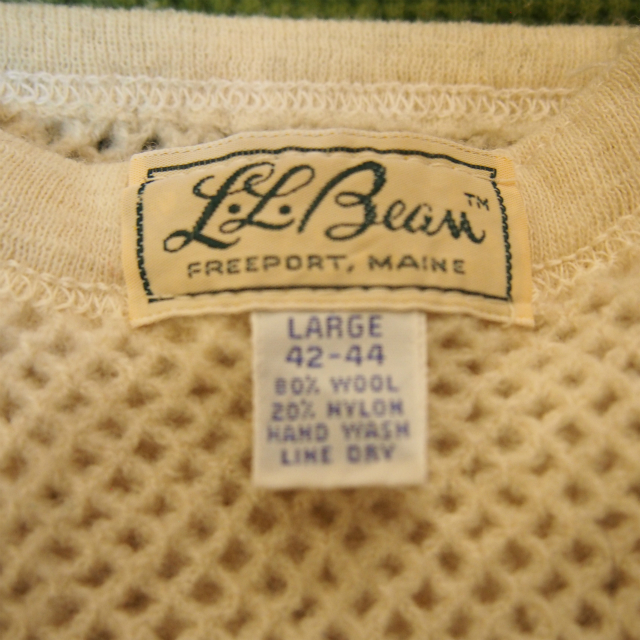 L.L.Bean™
FREEPORT, MAINE
LARGE
42-44
80% WOOL
20% NYLON
HAND WASH
LINE DRY